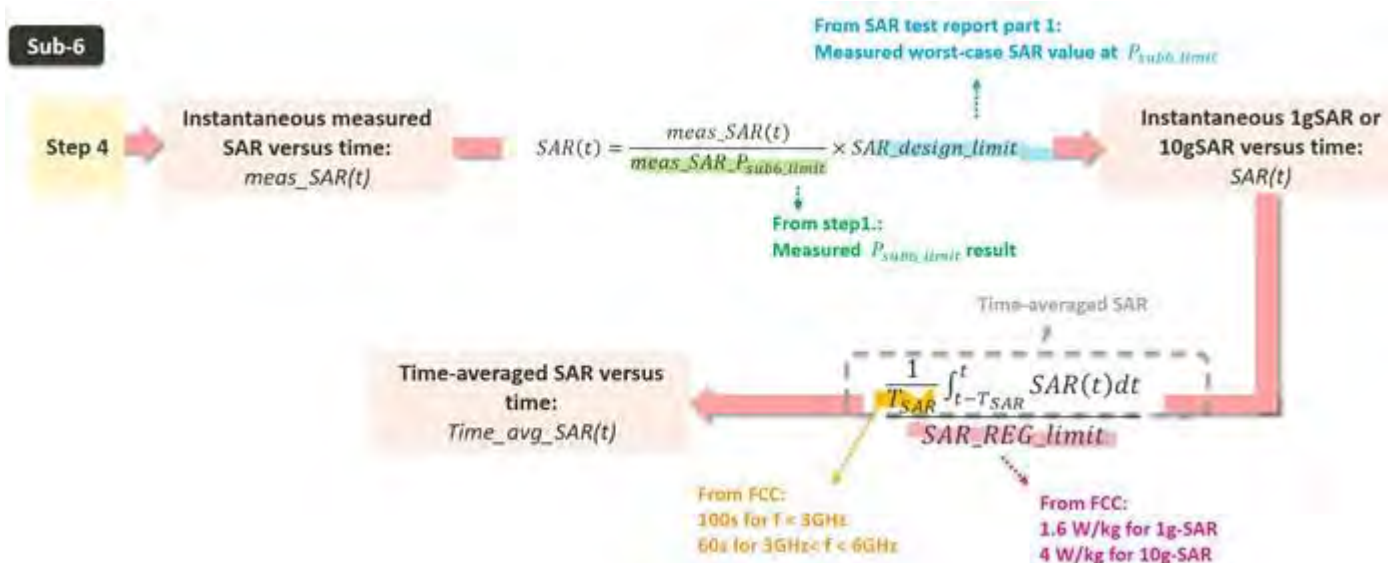 Sub-6
From SAR test report part 1:
Measured worst-case SAR value at P_sub6_limit
Step 4
Instantaneous measured
SAR versus time:
meas_SAR(t)
SAR(t) = meas_SAR(t) / meas_SAR_P_sub6_limit × SAR_design_limit
Instantaneous 1gSAR or
10gSAR versus time:
SAR(t)
From step1.:
Measured P_sub6_limit result
Time-averaged SAR
Time-averaged SAR versus
time:
Time_avg_SAR(t)
1/T_SAR ∫_{t-T_SAR}^{t} SAR(t)dt
SAR_REG_limit
From FCC:
100s for f < 3GHz
60s for 3GHz< f < 6GHz
From FCC:
1.6 W/kg for 1g-SAR
4 W/kg for 10g-SAR